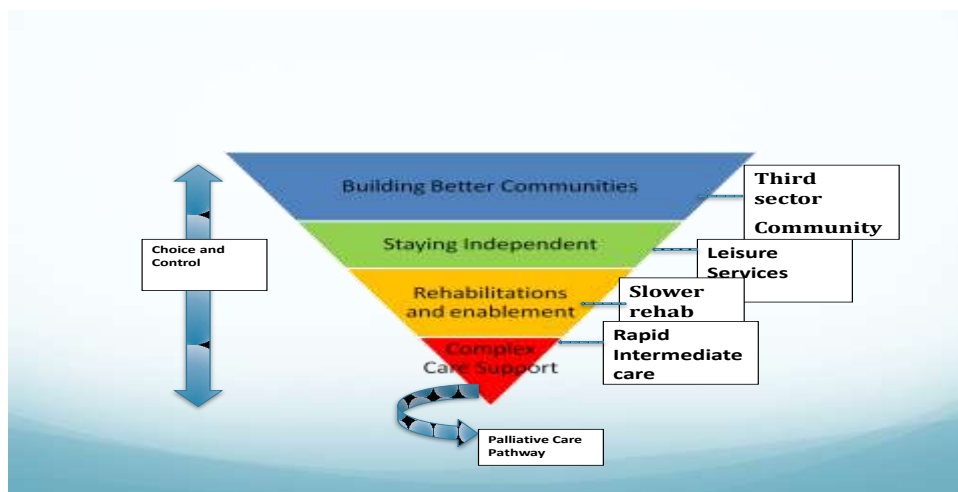 Building Better Communities
Third
sector
Community
Choice and
Control
Staying Independent
Leisure
Services
Rehabilitations
and enablement
Slower
rehab
Complex
Care Support
Rapid
Intermediate
care
Palliative Care
Pathway